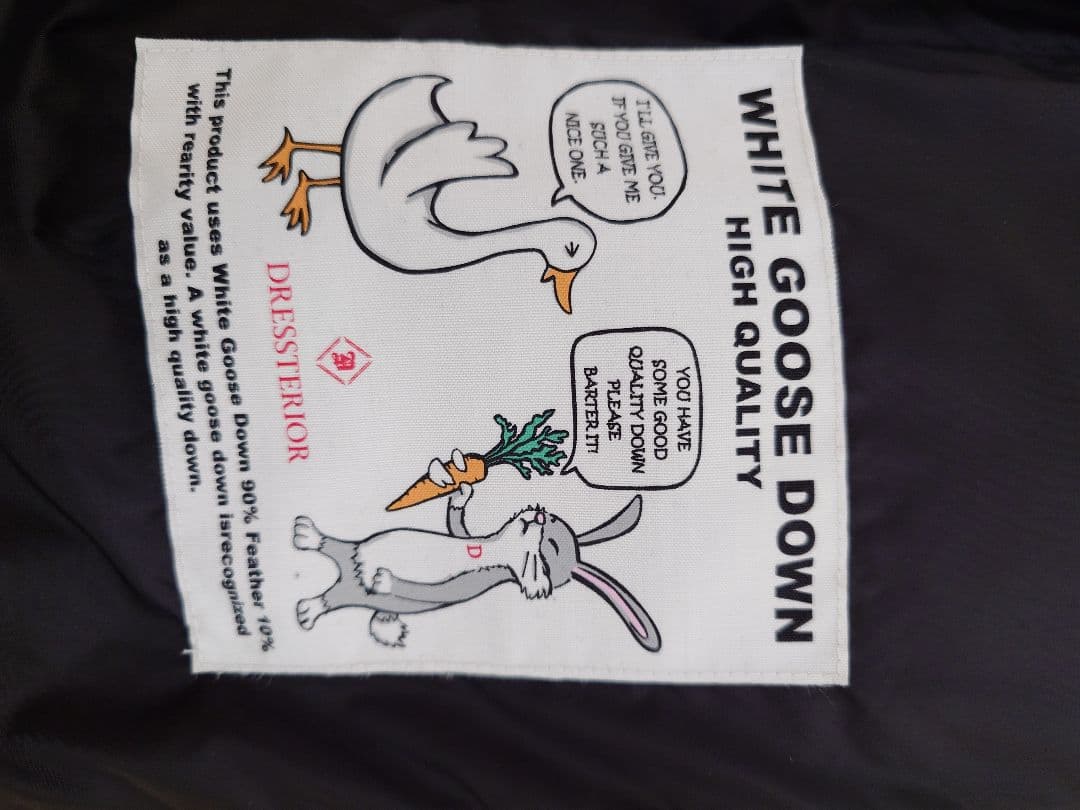 WHITE GOOSE DOWN
HIGH QUALITY
I'LL GIVE YOU.
IF YOU GIVE ME
SUCH A
NICE ONE.
YOU HAVE
SOME GOOD
QUALITY DOWN
PLEASE
BARTER IT!
D
DRESSTERIOR
This product uses White Goose Down 90% Feather 10%
with rearity value. A white goose down isrecognized
as a high quality down.